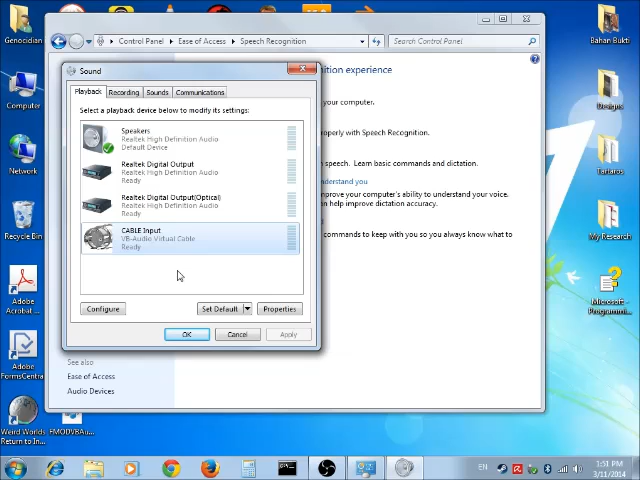 Genocidian
Computer
Network
Recycle Bin
Adobe
Acrobat ...
Adobe
FormsCentral
Weird Worlds
Return to In...
FMODVBAu...
Control Panel
Ease of Access
Speech Recognition
Search Control Panel
nition experience
your computer.
properly with Speech Recognition.
speech. Learn basic commands and dictation.
understand you
improve your computer's ability to understand your voice.
can help improve dictation accuracy.
commands to keep with you so you always know what to
See also
Ease of Access
Audio Devices
Sound
Playback
Recording
Sounds
Communications
Select a playback device below to modify its settings:
Speakers
Realtek High Definition Audio
Default Device
Realtek Digital Output
Realtek High Definition Audio
Ready
Realtek Digital Output(Optical)
Realtek High Definition Audio
Ready
CABLE Input
VB-Audio Virtual Cable
Ready
Configure
Set Default
Properties
OK
Cancel
Apply
Bahan Bukti
Designs
Tartaros
My Research
Microsoft -
Programmi...
EN
1:51 PM
3/11/2014